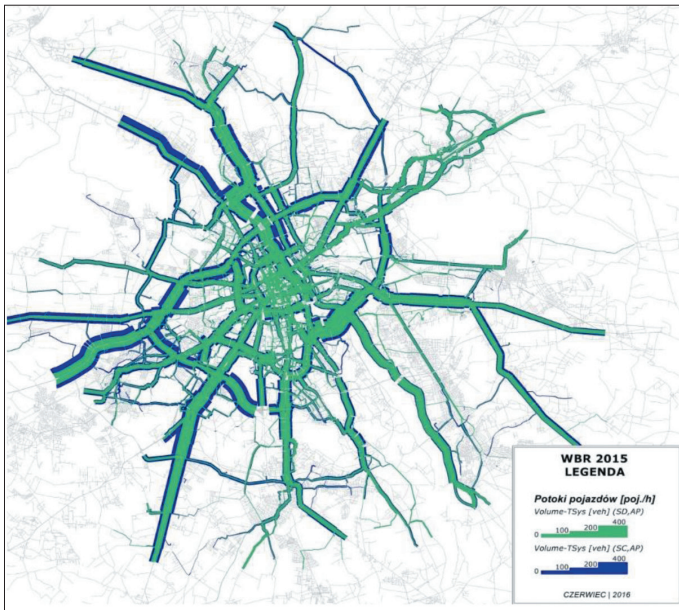 WBR 2015
LEGENDA
Potoki pojazdów [poj./h]
Volume-TSys [veh] (SD,AP)
0 100 200 400
Volume-TSys [veh] (SC,AP)
0 100 200 400
CZERWIEC | 2016